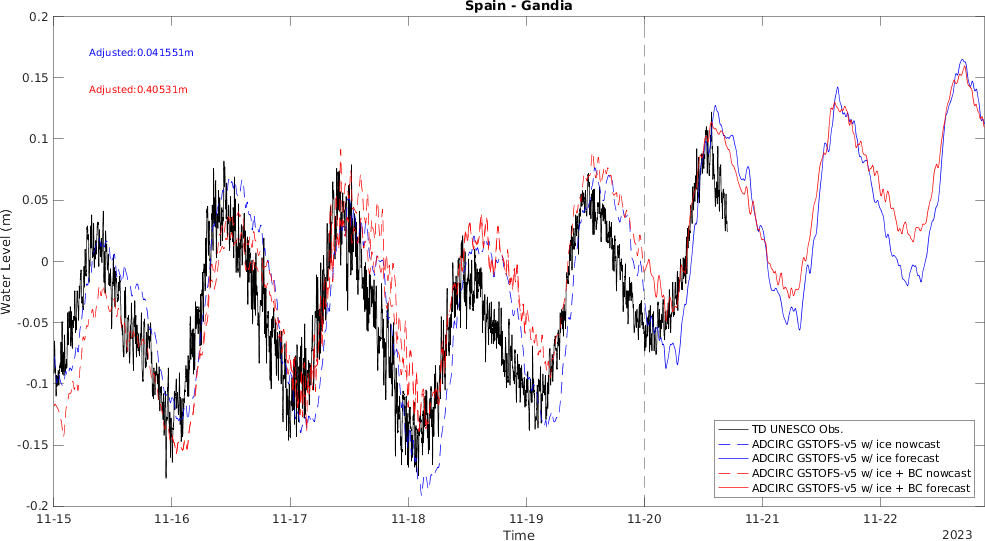 Spain - Gandia
0.2
0.15
0.1
0.05
0
-0.05
-0.1
-0.15
-0.2
Water Level (m)
Adjusted:0.041551m
Adjusted:0.40531m
TD UNESCO Obs.
ADCIRC GSTOFS-v5 w/ ice nowcast
ADCIRC GSTOFS-v5 w/ ice forecast
ADCIRC GSTOFS-v5 w/ ice + BC nowcast
ADCIRC GSTOFS-v5 w/ ice + BC forecast
11-15 11-16 11-17 11-18 11-19 11-20 11-21 11-22
Time
2023